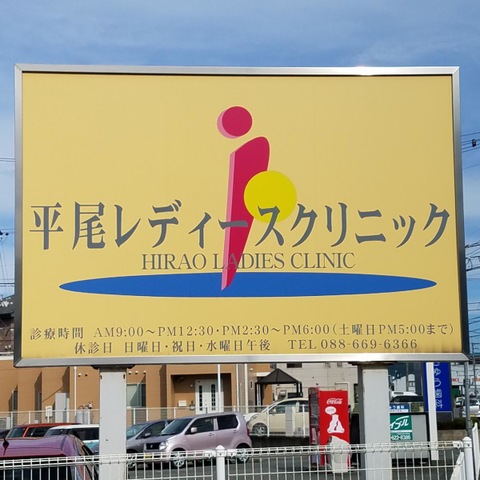 平尾レディースクリニック
HIRAO LADIES CLINIC
診療時間 AM9:00～PM12:30・PM2:30～PM6:00(土曜日PM5:00まで)
休診日 日曜日・祝日・水曜日午後 TEL 088-669-6366
Coca-Cola